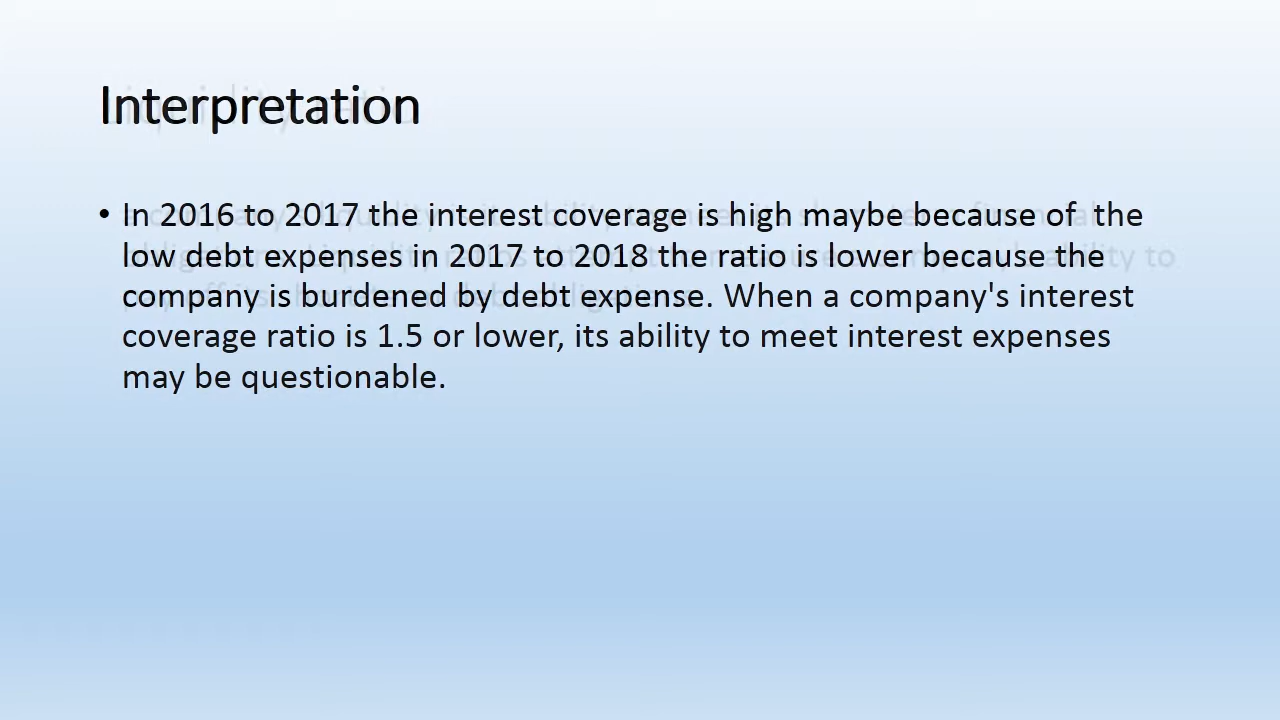 Interpretation
• In 2016 to 2017 the interest coverage is high maybe because of the
low debt expenses in 2017 to 2018 the ratio is lower because the
company is burdened by debt expense. When a company's interest
coverage ratio is 1.5 or lower, its ability to meet interest expenses
may be questionable.